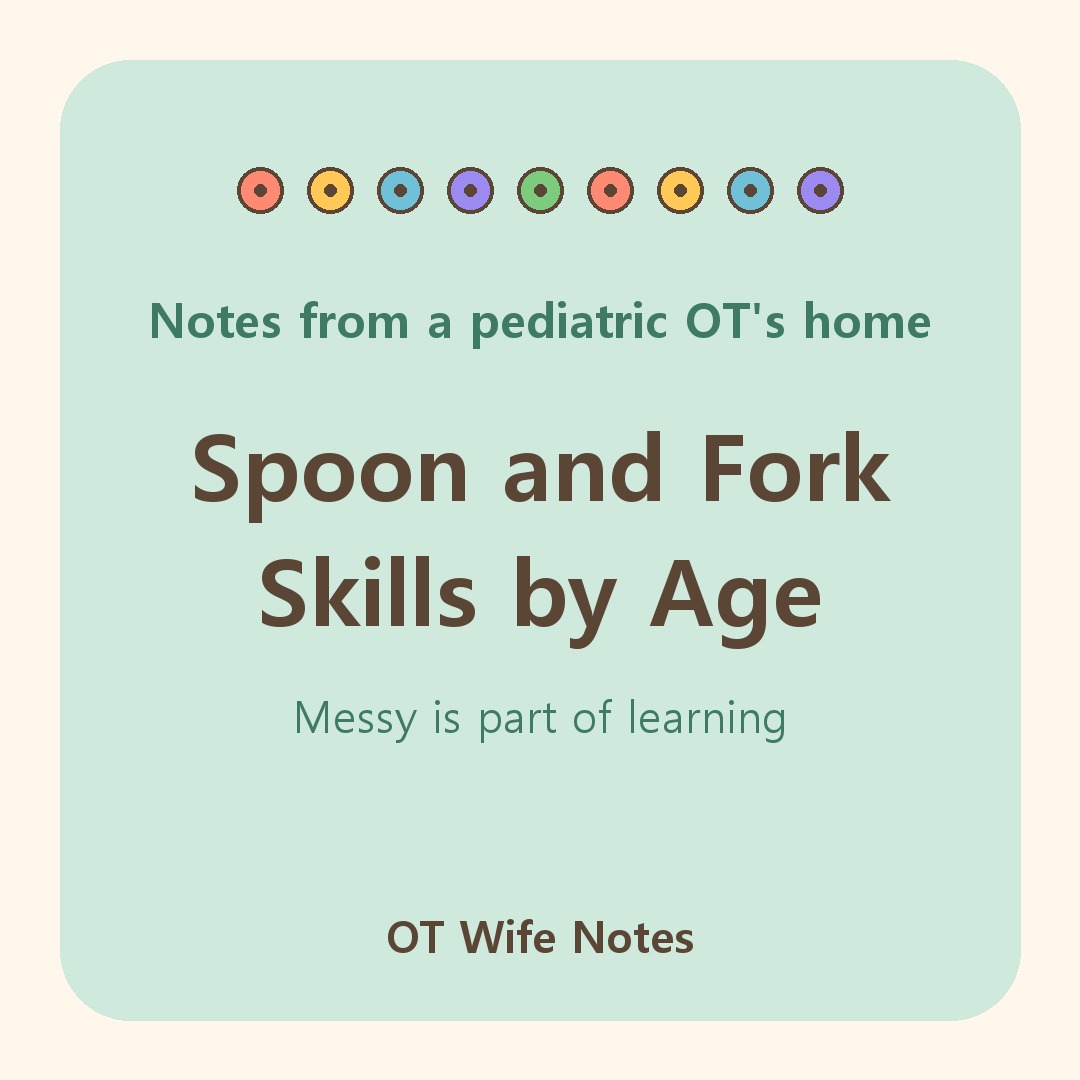 Notes from a pediatric OT's home
Spoon and Fork
Skills by Age
Messy is part of learning
OT Wife Notes